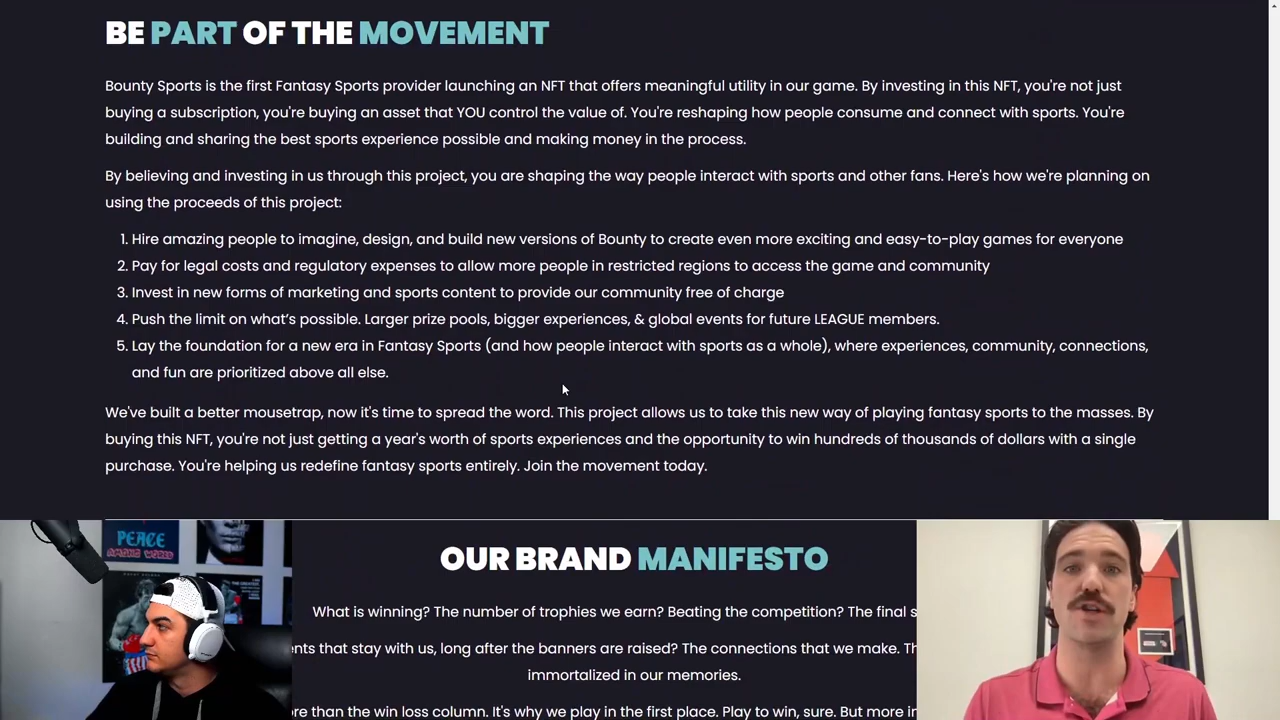 BE PART OF THE MOVEMENT
Bounty Sports is the first Fantasy Sports provider launching an NFT that offers meaningful utility in our game. By investing in this NFT, you're not just
buying a subscription, you're buying an asset that YOU control the value of. You're reshaping how people consume and connect with sports. You're
building and sharing the best sports experience possible and making money in the process.
By believing and investing in us through this project, you are shaping the way people interact with sports and other fans. Here's how we're planning on
using the proceeds of this project:
1. Hire amazing people to imagine, design, and build new versions of Bounty to create even more exciting and easy-to-play games for everyone
2. Pay for legal costs and regulatory expenses to allow more people in restricted regions to access the game and community
3. Invest in new forms of marketing and sports content to provide our community free of charge
4. Push the limit on what’s possible. Larger prize pools, bigger experiences, & global events for future LEAGUE members.
5. Lay the foundation for a new era in Fantasy Sports (and how people interact with sports as a whole), where experiences, community, connections,
and fun are prioritized above all else.
We've built a better mousetrap, now it's time to spread the word. This project allows us to take this new way of playing fantasy sports to the masses. By
buying this NFT, you're not just getting a year's worth of sports experiences and the opportunity to win hundreds of thousands of dollars with a single
purchase. You're helping us redefine fantasy sports entirely. Join the movement today.
OUR BRAND MANIFESTO
What is winning? The number of trophies we earn? Beating the competition? The final s
nts that stay with us, long after the banners are raised? The connections that we make. Th
immortalized in our memories.
ore than the win loss column. It's why we play in the first place. Play to win, sure. But more
PEACE
AMONG WORLD